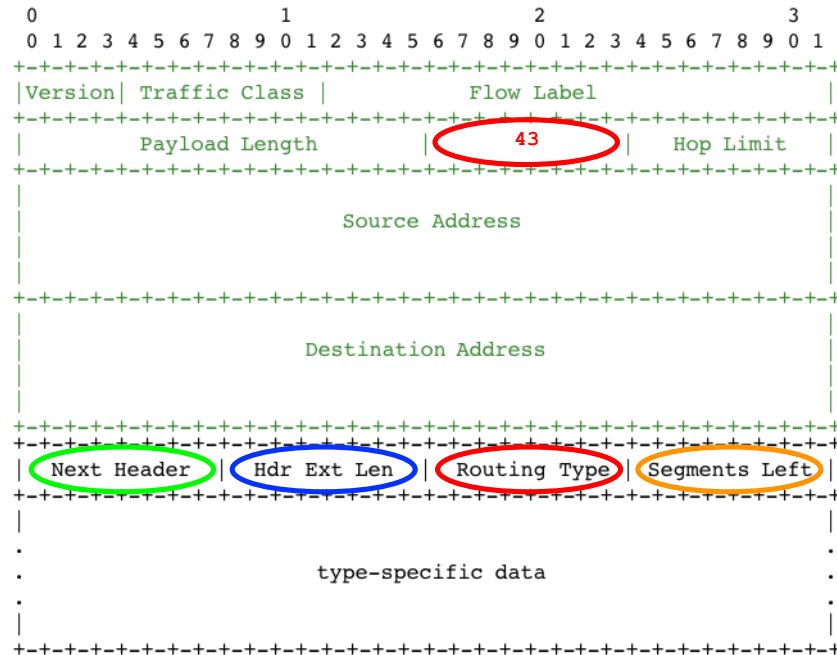 0 1 2 3
0 1 2 3 4 5 6 7 8 9 0 1 2 3 4 5 6 7 8 9 0 1 2 3 4 5 6 7 8 9 0 1
+-+-+-+-+-+-+-+-+-+-+-+-+-+-+-+-+-+-+-+-+-+-+-+-+-+-+-+-+-+-+-+-+
|Version| Traffic Class | Flow Label |
+-+-+-+-+-+-+-+-+-+-+-+-+-+-+-+-+-+-+-+-+-+-+-+-+-+-+-+-+-+-+-+-+
| Payload Length | 43 | Hop Limit |
+-+-+-+-+-+-+-+-+-+-+-+-+-+-+-+-+-+-+-+-+-+-+-+-+-+-+-+-+-+-+-+-+
| |
| Source Address |
| |
| |
+-+-+-+-+-+-+-+-+-+-+-+-+-+-+-+-+-+-+-+-+-+-+-+-+-+-+-+-+-+-+-+-+
| |
| Destination Address |
| |
| |
+-+-+-+-+-+-+-+-+-+-+-+-+-+-+-+-+-+-+-+-+-+-+-+-+-+-+-+-+-+-+-+-+
+-+-+-+-+-+-+-+-+-+-+-+-+-+-+-+-+-+-+-+-+-+-+-+-+-+-+-+-+-+-+-+-+
| Next Header | Hdr Ext Len | Routing Type | Segments Left |
+-+-+-+-+-+-+-+-+-+-+-+-+-+-+-+-+-+-+-+-+-+-+-+-+-+-+-+-+-+-+-+-+
| |
. .
. type-specific data .
. .
| |
+-+-+-+-+-+-+-+-+-+-+-+-+-+-+-+-+-+-+-+-+-+-+-+-+-+-+-+-+-+-+-+-+